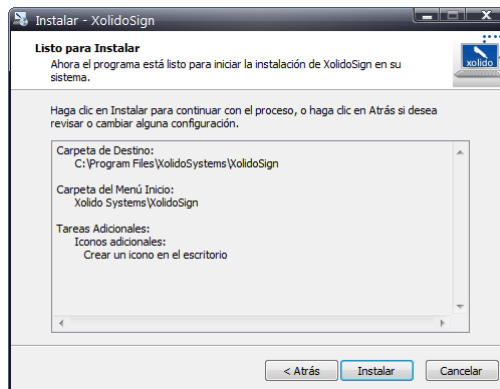 Instalar - XolidoSign
Listo para Instalar
Ahora el programa está listo para iniciar la instalación de XolidoSign en su
sistema.
xolido
Haga clic en Instalar para continuar con el proceso, o haga clic en Atrás si desea
revisar o cambiar alguna configuración.
Carpeta de Destino:
C:\Program Files\XolidoSystems\XolidoSign
Carpeta del Menú Inicio:
Xolido Systems\XolidoSign
Tareas Adicionales:
Iconos adicionales:
Crear un icono en el escritorio
< Atrás
Instalar
Cancelar